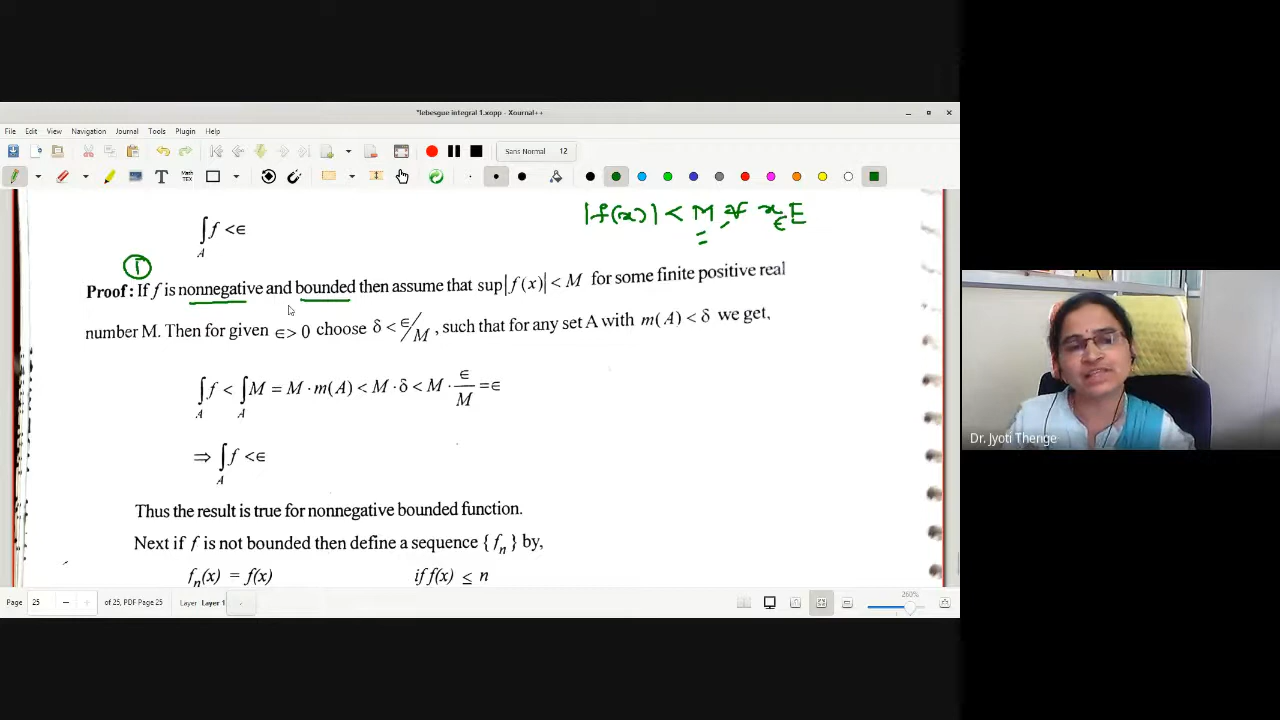 *lebesgue integral 1.xopp - Xournal++
File Edit View Navigation Journal Tools Plugin Help
Sans Normal 12
|f(x)| < M ∀ x ∈ E
∫_A f < ∈
①
Proof : If f is nonnegative and bounded then assume that sup|f(x)| < M for some finite positive real
number M. Then for given ∈> 0 choose δ < ∈/M, such that for any set A with m(A) < δ we get,
∫_A f < ∫_A M = M · m(A) < M · δ < M · ∈/M = ∈
⇒ ∫_A f < ∈
Thus the result is true for nonnegative bounded function.
Next if f is not bounded then define a sequence {f_n} by,
f_n(x) = f(x) if f(x) ≤ n
Page 25 of 25, PDF Page 25 Layer Layer 1 260%
Dr. Jyoti Thenge